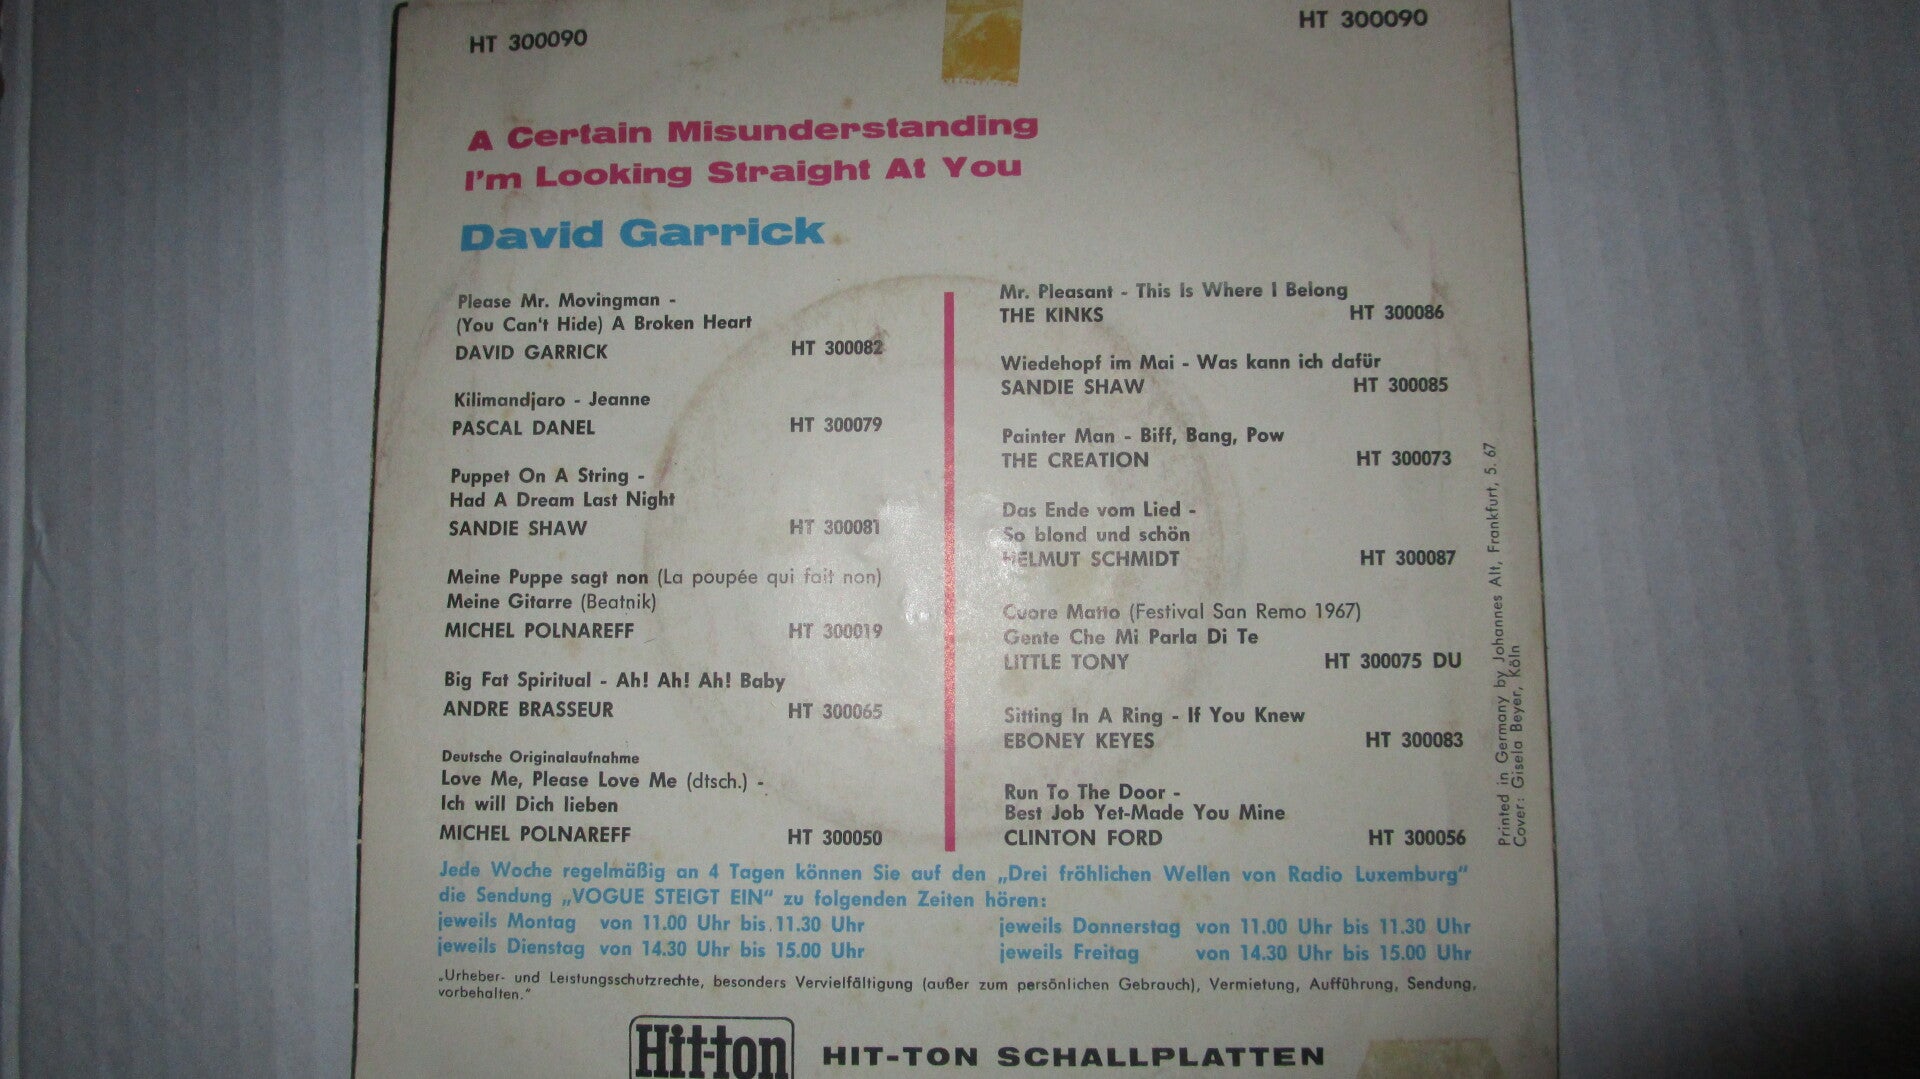 HT 300090
HT 300090
A Certain Misunderstanding
I'm Looking Straight At You
David Garrick
Please Mr. Movingman -
(You Can't Hide) A Broken Heart
DAVID GARRICK HT 300082
Kilimandjaro - Jeanne
PASCAL DANEL HT 300079
Puppet On A String -
Had A Dream Last Night
SANDIE SHAW HT 300081
Meine Puppe sagt non (La poupée qui fait non)
Meine Gitarre (Beatnik)
MICHEL POLNAREFF HT 300019
Big Fat Spiritual - Ah! Ah! Ah! Baby
ANDRE BRASSEUR HT 300065
Deutsche Originalaufnahme
Love Me, Please Love Me (dtsch.) -
Ich will Dich lieben
MICHEL POLNAREFF HT 300050
Mr. Pleasant - This Is Where I Belong
THE KINKS HT 300086
Wiedehopf im Mai - Was kann ich dafür
SANDIE SHAW HT 300085
Painter Man - Biff, Bang, Pow
THE CREATION HT 300073
Das Ende vom Lied -
So blond und schön
HELMUT SCHMIDT HT 300087
Cuore Matto (Festival San Remo 1967)
Gente Che Mi Parla Di Te
LITTLE TONY HT 300075 DU
Sitting In A Ring - If You Knew
EBONEY KEYES HT 300083
Run To The Door -
Best Job Yet-Made You Mine
CLINTON FORD HT 300056
Printed in Germany by Johannes Alt, Frankfurt, 5. 67
Cover: Gisela Beyer, Köln
Jede Woche regelmäßig an 4 Tagen können Sie auf den „Drei fröhlichen Wellen von Radio Luxemburg"
die Sendung „VOGUE STEIGT EIN" zu folgenden Zeiten hören:
jeweils Montag von 11.00 Uhr bis 11.30 Uhr
jeweils Dienstag von 14.30 Uhr bis 15.00 Uhr
jeweils Donnerstag von 11.00 Uhr bis 11.30 Uhr
jeweils Freitag von 14.30 Uhr bis 15.00 Uhr
„Urheber- und Leistungsschutzrechte, besonders Vervielfältigung (außer zum persönlichen Gebrauch), Vermietung, Aufführung, Sendung,
vorbehalten."
Hit-ton HIT-TON SCHALLPLATTEN